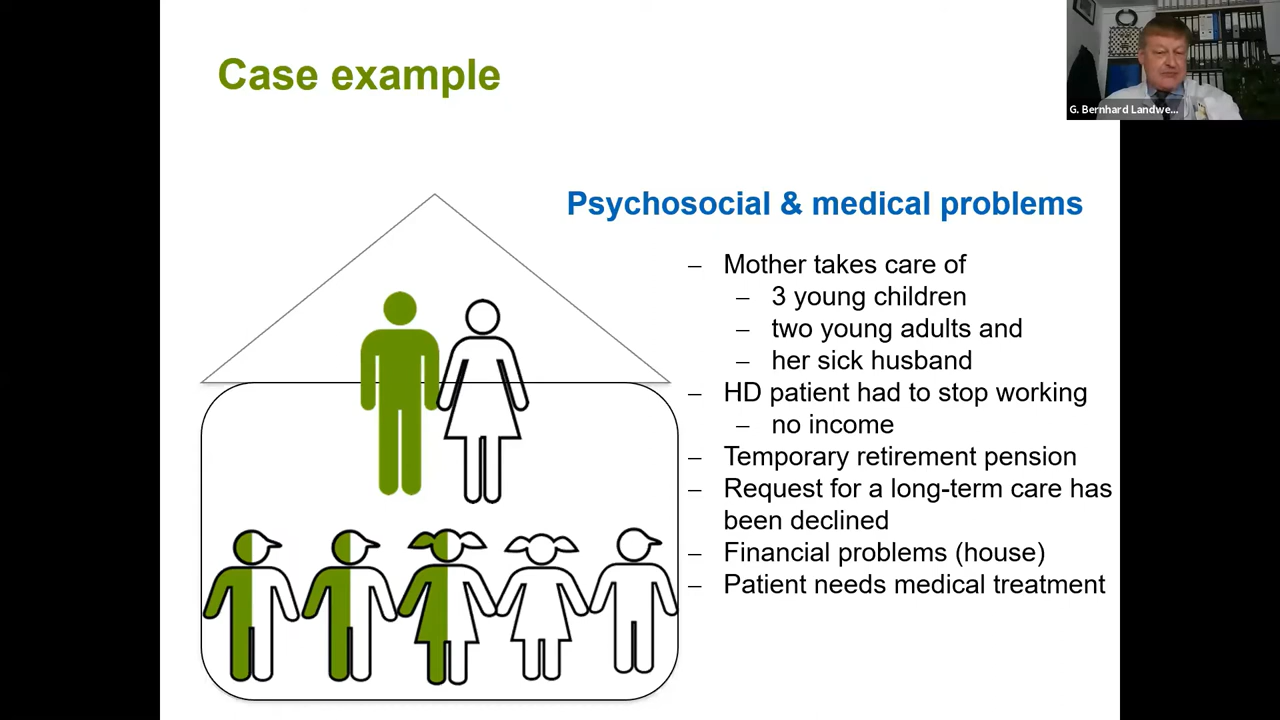 Case example
G. Bernhard Landwe...
Psychosocial & medical problems
– Mother takes care of
– 3 young children
– two young adults and
– her sick husband
– HD patient had to stop working
– no income
– Temporary retirement pension
– Request for a long-term care has
been declined
– Financial problems (house)
– Patient needs medical treatment